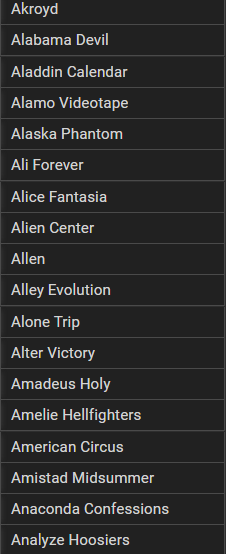 Akroyd
Alabama Devil
Aladdin Calendar
Alamo Videotape
Alaska Phantom
Ali Forever
Alice Fantasia
Alien Center
Allen
Alley Evolution
Alone Trip
Alter Victory
Amadeus Holy
Amelie Hellfighters
American Circus
Amistad Midsummer
Anaconda Confessions
Analyze Hoosiers